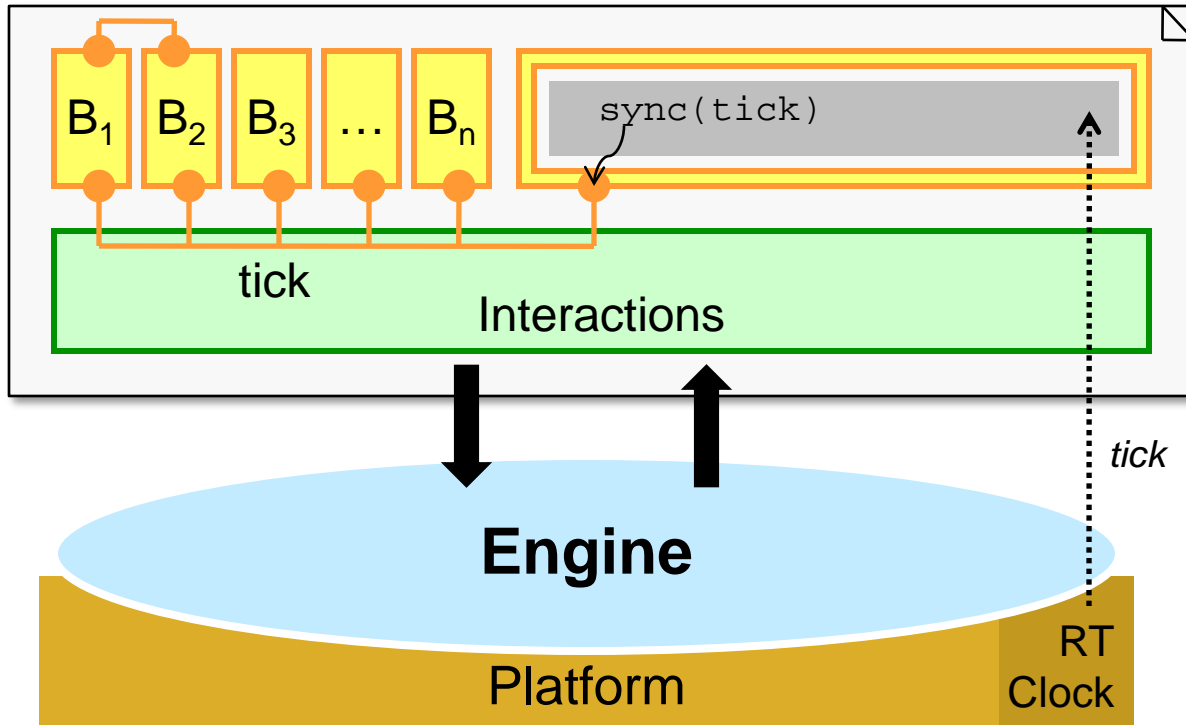 B₁ B₂ B₃ ... Bₙ
sync(tick)
tick
Interactions
tick
Engine
Platform
RT
Clock